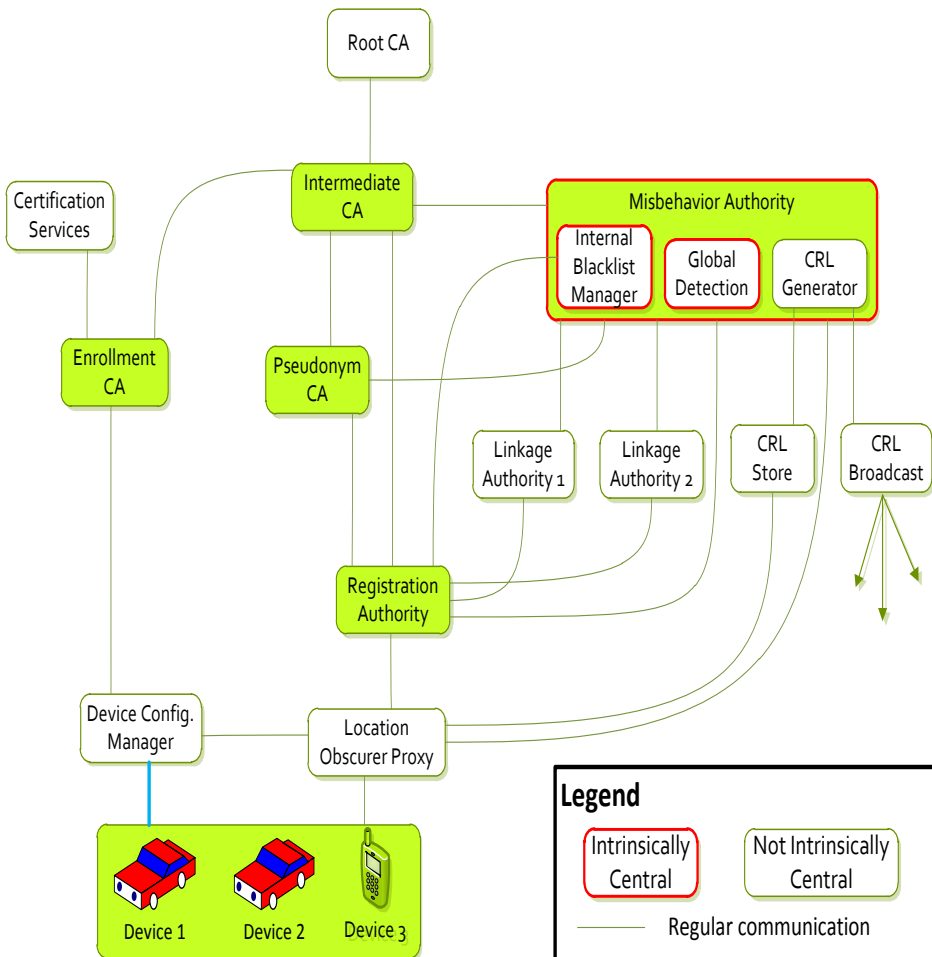 Root CA
Intermediate
CA
Certification
Services
Misbehavior Authority
Internal
Blacklist
Manager
Global
Detection
CRL
Generator
Enrollment
CA
Pseudonym
CA
Linkage
Authority 1
Linkage
Authority 2
CRL
Store
CRL
Broadcast
Registration
Authority
Device Config.
Manager
Location
Obscurer Proxy
Device 1
Device 2
Device 3
Legend
Intrinsically
Central
Not Intrinsically
Central
Regular communication